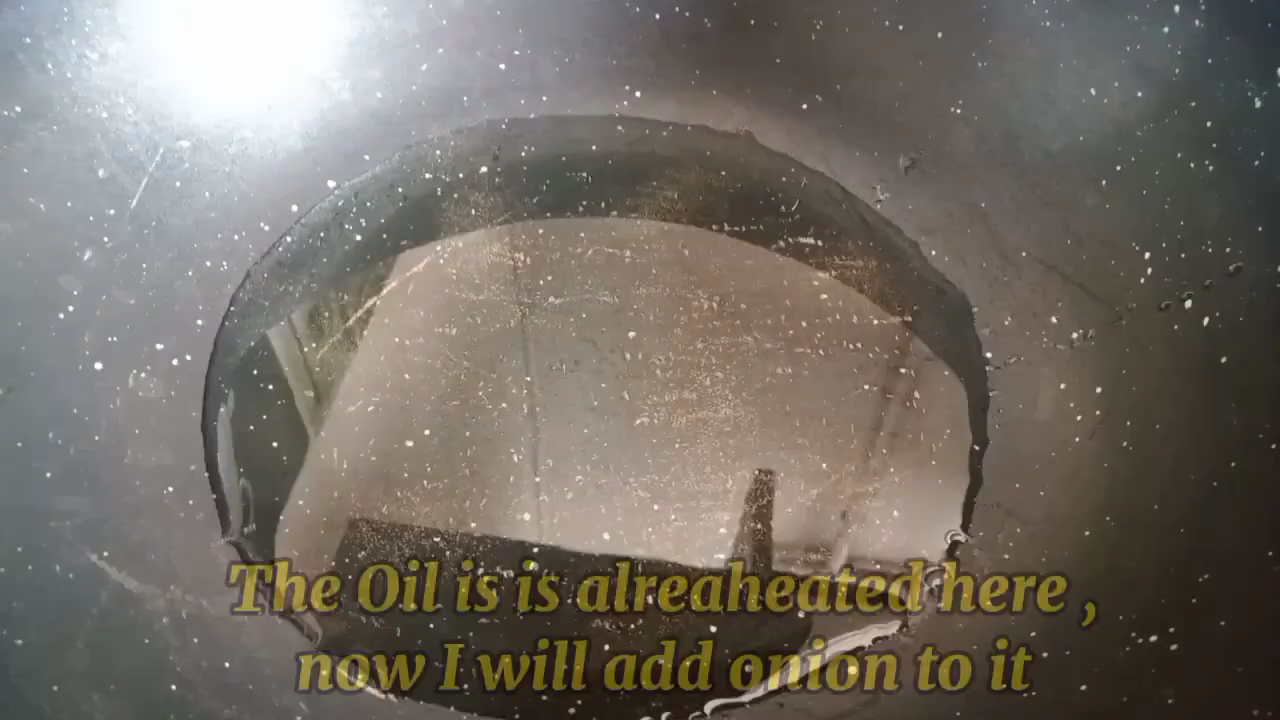 The Oil is is alreaheated here ,
now I will add onion to it